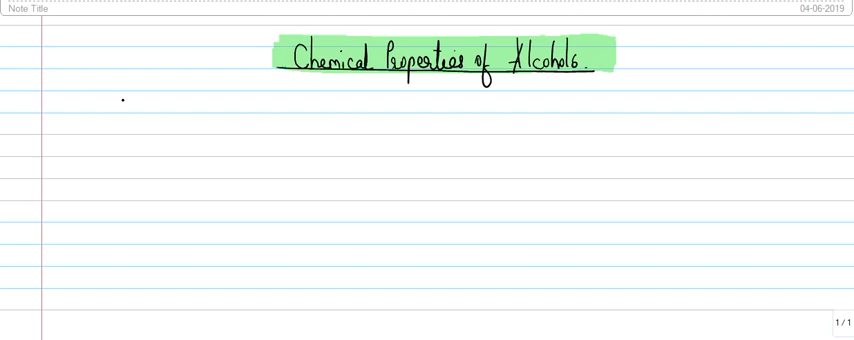 Note Title
04-06-2019
Chemical Properties of Alcohols.
1 / 1